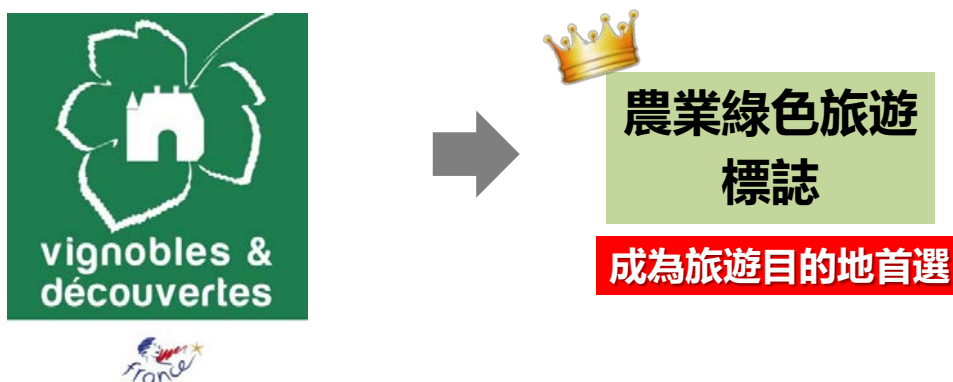 vignobles &
découvertes
france
農業綠色旅遊
標誌
成為旅遊目的地首選